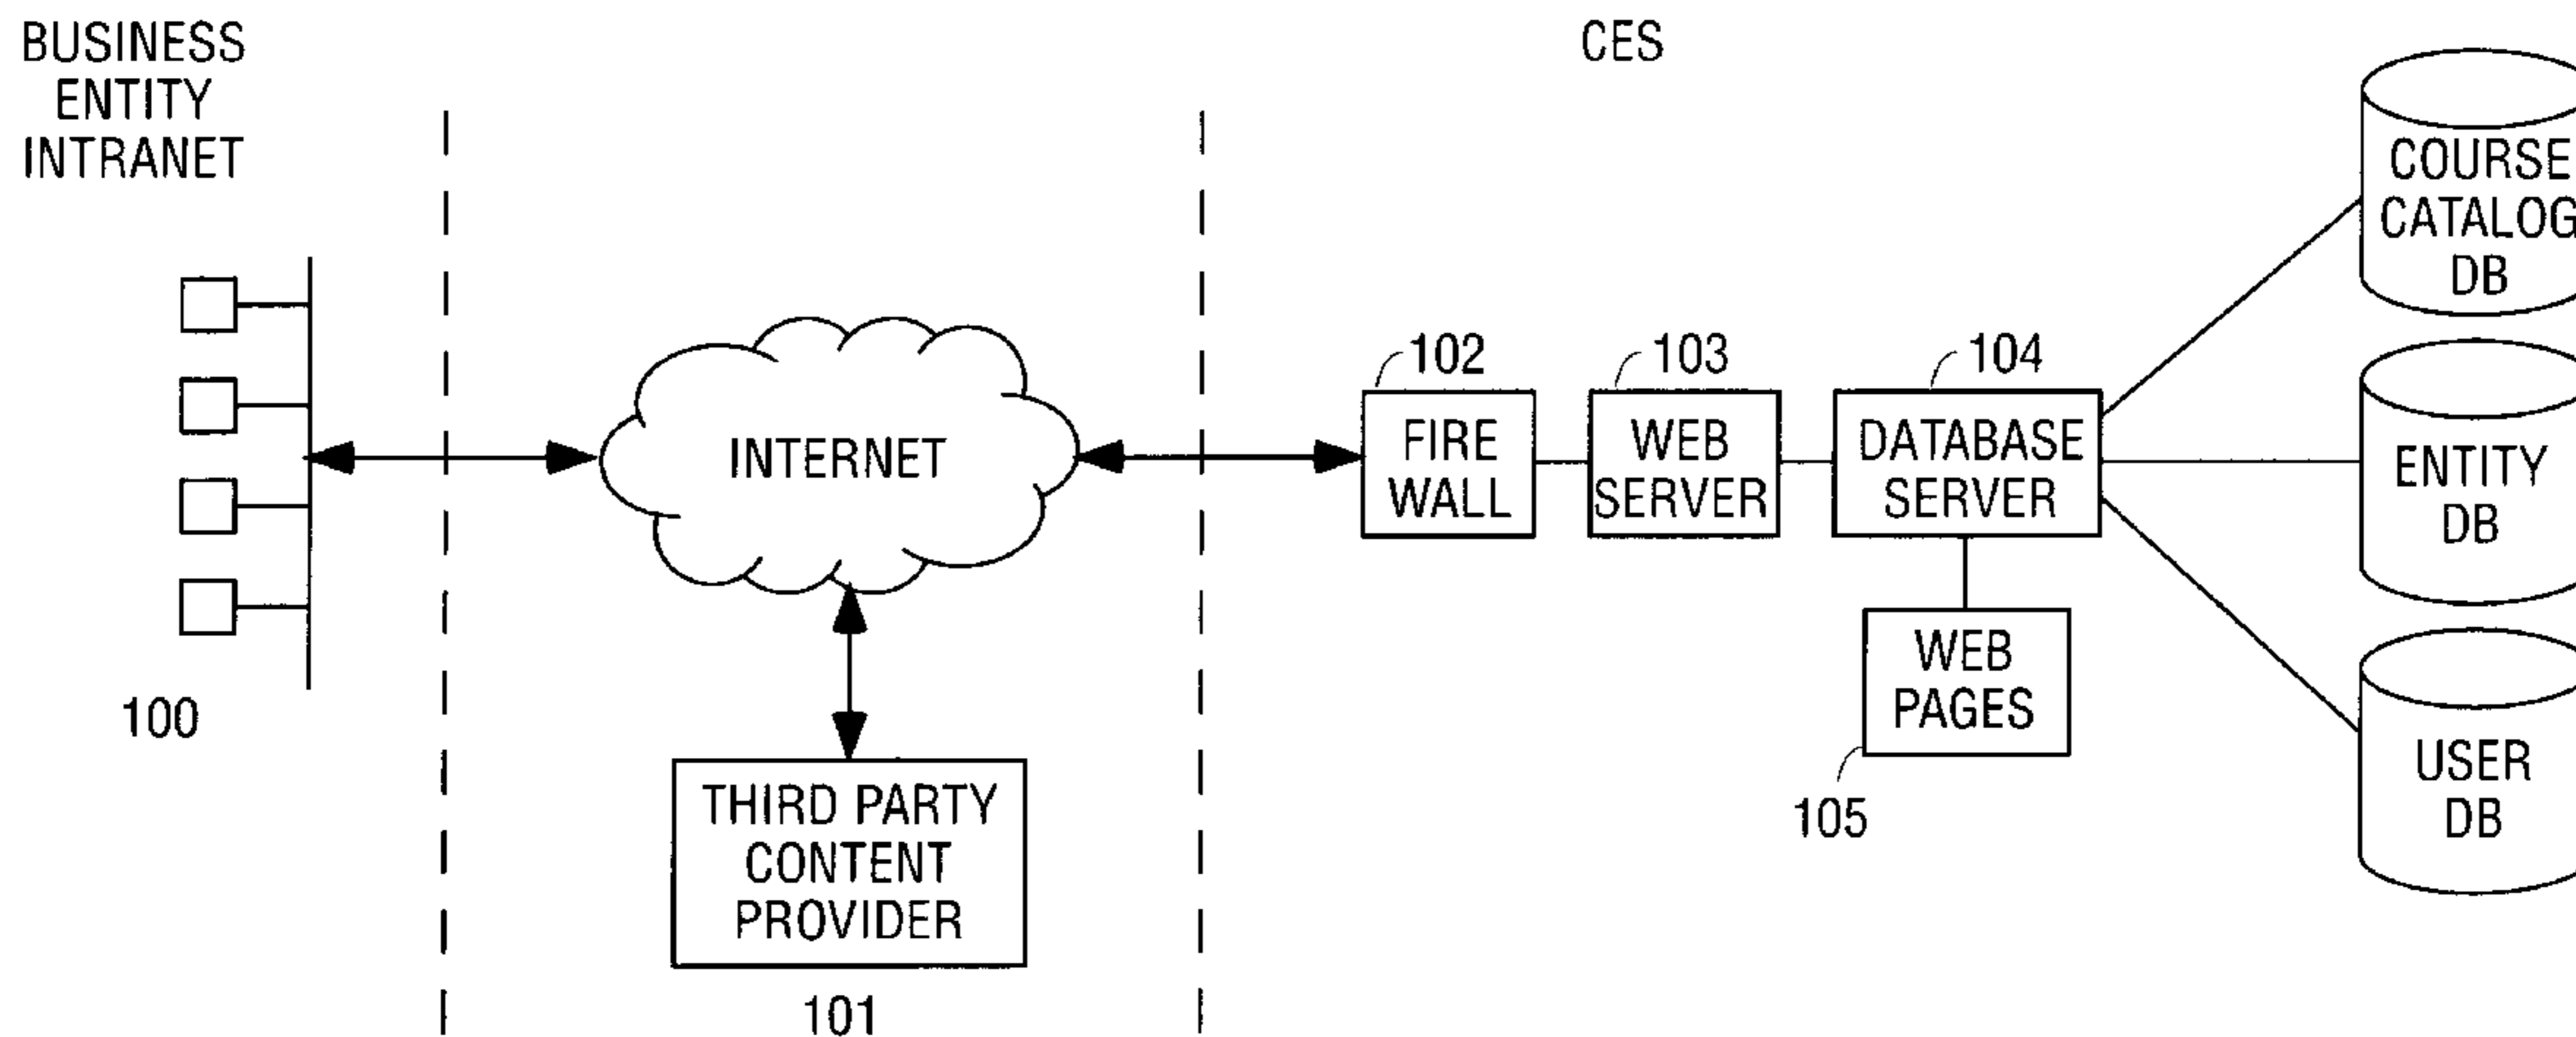 BUSINESS
ENTITY
INTRANET
CES
COURSE
CATALOG
DB
102
103
104
INTERNET
FIRE
WALL
WEB
SERVER
DATABASE
SERVER
ENTITY
DB
WEB
PAGES
100
105
USER
DB
THIRD PARTY
CONTENT
PROVIDER
101